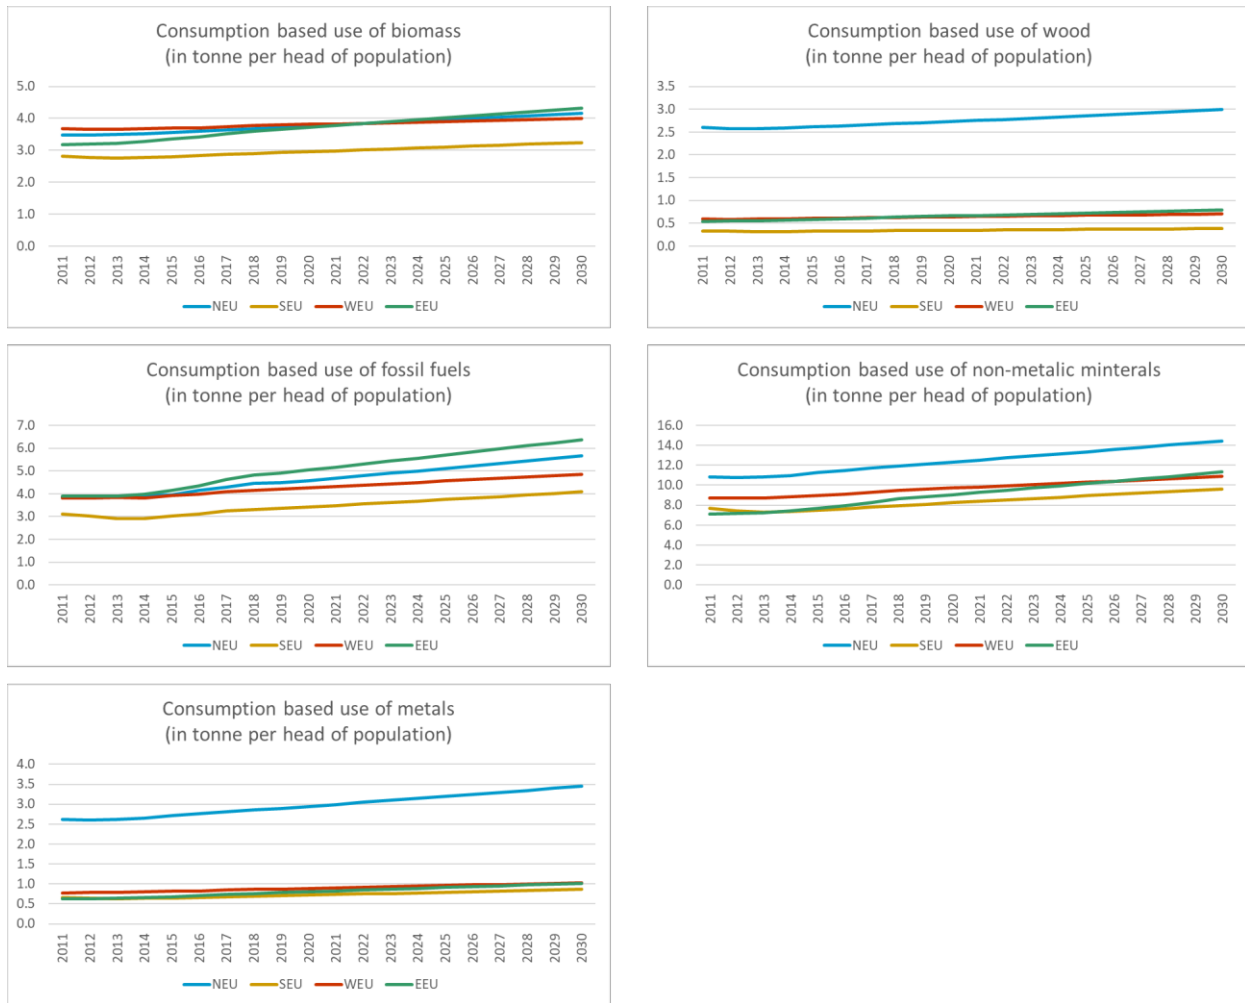 Consumption based use of biomass
(in tonne per head of population)
5.0
4.0
3.0
2.0
1.0
0.0
2011 2012 2013 2014 2015 2016 2017 2018 2019 2020 2021 2022 2023 2024 2025 2026 2027 2028 2029 2030
NEU SEU WEU EEU
Consumption based use of wood
(in tonne per head of population)
3.5
3.0
2.5
2.0
1.5
1.0
0.5
0.0
2011 2012 2013 2014 2015 2016 2017 2018 2019 2020 2021 2022 2023 2024 2025 2026 2027 2028 2029 2030
NEU SEU WEU EEU
Consumption based use of fossil fuels
(in tonne per head of population)
7.0
6.0
5.0
4.0
3.0
2.0
1.0
0.0
2011 2012 2013 2014 2015 2016 2017 2018 2019 2020 2021 2022 2023 2024 2025 2026 2027 2028 2029 2030
NEU SEU WEU EEU
Consumption based use of non-metalic minterals
(in tonne per head of population)
16.0
14.0
12.0
10.0
8.0
6.0
4.0
2.0
0.0
2011 2012 2013 2014 2015 2016 2017 2018 2019 2020 2021 2022 2023 2024 2025 2026 2027 2028 2029 2030
NEU SEU WEU EEU
Consumption based use of metals
(in tonne per head of population)
4.0
3.5
3.0
2.5
2.0
1.5
1.0
0.5
0.0
2011 2012 2013 2014 2015 2016 2017 2018 2019 2020 2021 2022 2023 2024 2025 2026 2027 2028 2029 2030
NEU SEU WEU EEU